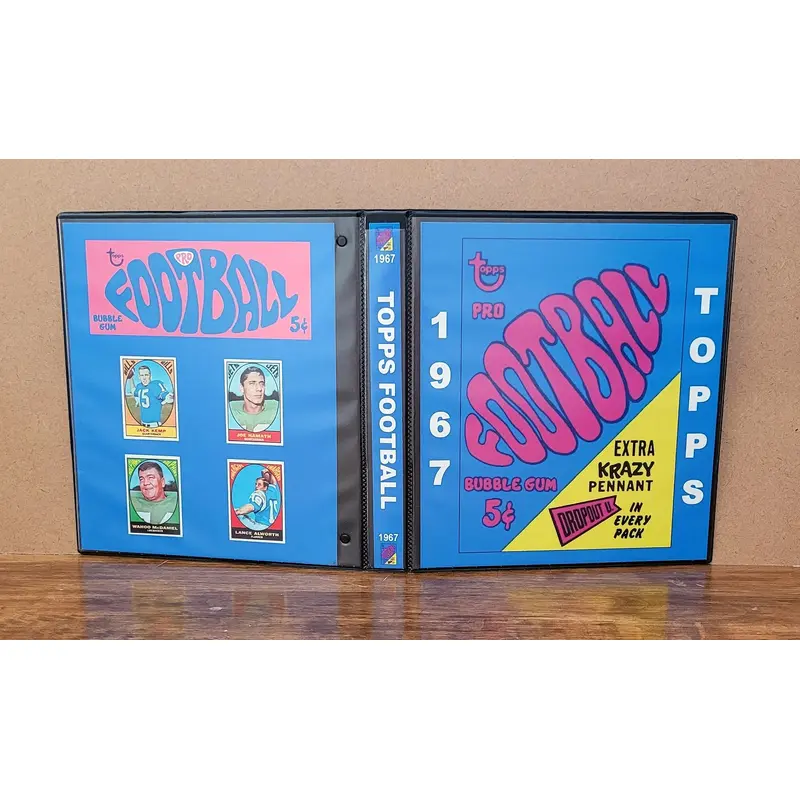 topps
PRO
FOOTBALL
BUBBLE GUM
5¢
JACK KEMP
JOE NAMATH
WAHOO McDANIEL
LANCE ALWORTH
1967
TOPPS FOOTBALL
1967
1967
topps
PRO
FOOTBALL
BUBBLE GUM
5¢
EXTRA
KRAZY
PENNANT
DROPOUT U.
IN
EVERY
PACK
TOPPS